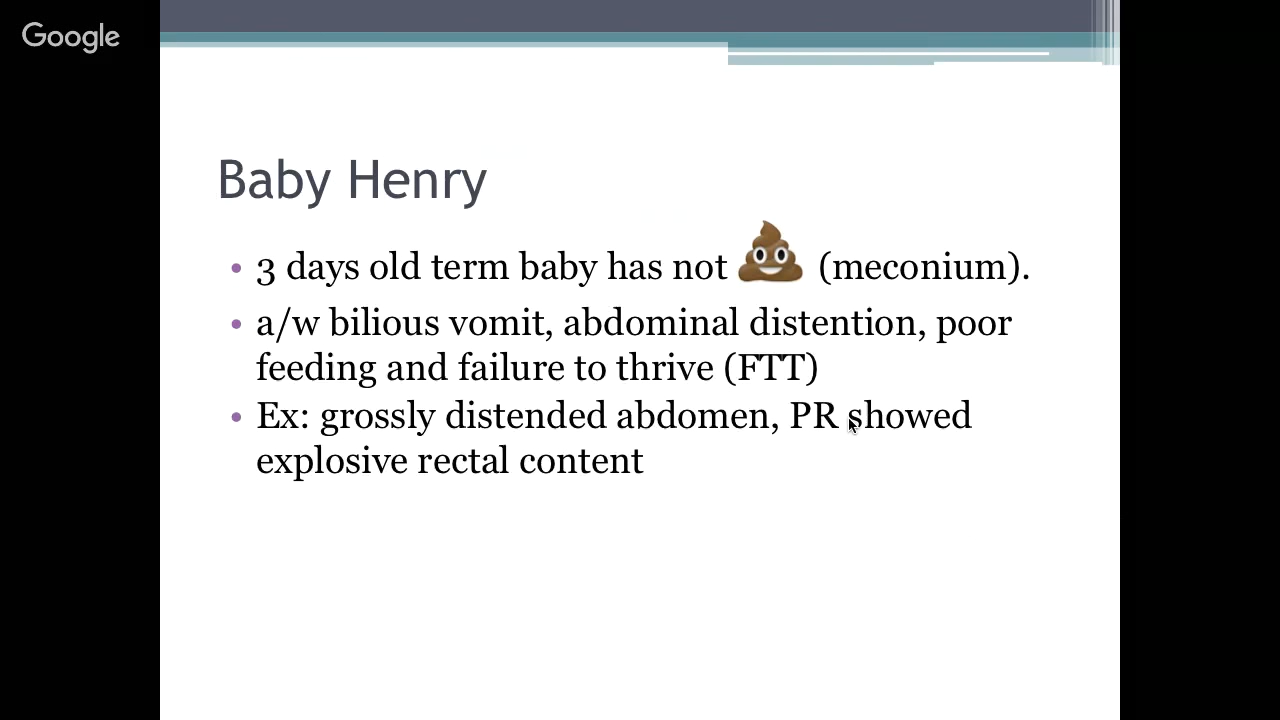 Google
Baby Henry
• 3 days old term baby has not 💩 (meconium).
• a/w bilious vomit, abdominal distention, poor
feeding and failure to thrive (FTT)
• Ex: grossly distended abdomen, PR showed
explosive rectal content